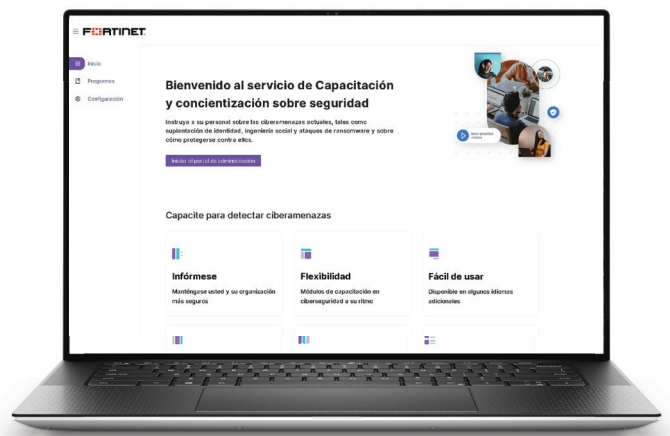 FORTINET
Inicio
Programas
Configuración
Bienvenido al servicio de Capacitación
y concientización sobre seguridad
Instruya a su personal sobre las ciberamenazas actuales, tales como
suplantación de identidad, ingeniería social y ataques de ransomware y sobre
cómo protegerse contra ellos.
Iniciar el portal de administración
Capacite para detectar ciberamenazas
Infórmese
Manténgase usted y su organización
más seguros
Flexibilidad
Módulos de capacitación en
ciberseguridad a su ritmo
Fácil de usar
Disponible en algunos idiomas
adicionales